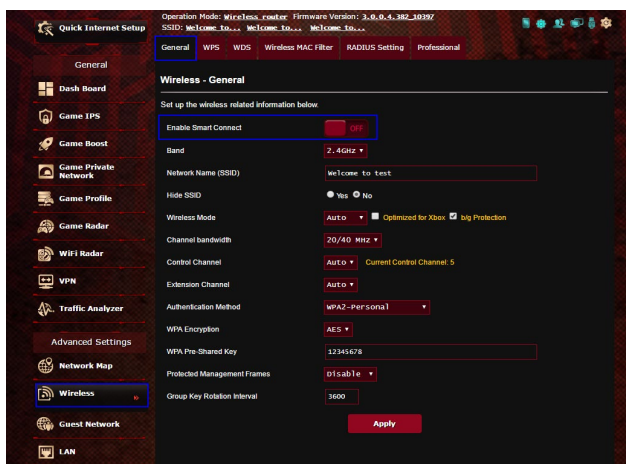 Quick Internet Setup
Operation Mode: Wireless router Firmware Version: 3.0.0.4.382_10397
SSID: Welcome to... Welcome to... Welcome to...
General WPS WDS Wireless MAC Filter RADIUS Setting Professional
General
Dash Board
Game IPS
Game Boost
Game Private
Network
Game Profile
Game Radar
WiFi Radar
VPN
Traffic Analyzer
Advanced Settings
Network Map
Wireless »
Guest Network
LAN
Wireless - General
Set up the wireless related information below.
Enable Smart Connect OFF
Band 2.4GHz
Network Name (SSID) Welcome to test
Hide SSID Yes No
Wireless Mode Auto Optimized for Xbox b/g Protection
Channel bandwidth 20/40 MHz
Control Channel Auto Current Control Channel: 5
Extension Channel Auto
Authentication Method WPA2-Personal
WPA Encryption AES
WPA Pre-Shared Key 12345678
Protected Management Frames Disable
Group Key Rotation Interval 3600
Apply